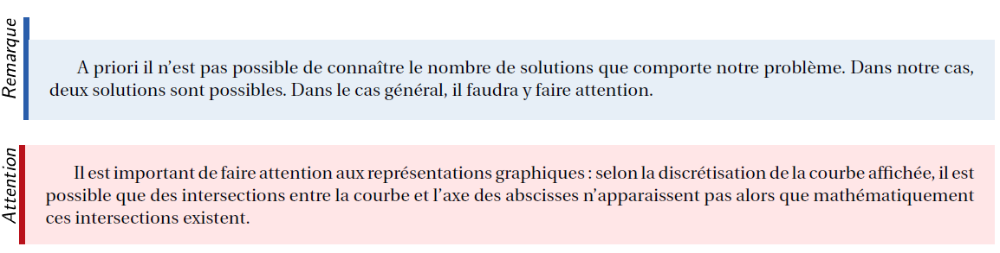 Remarque
A priori il n’est pas possible de connaître le nombre de solutions que comporte notre problème. Dans notre cas,
deux solutions sont possibles. Dans le cas général, il faudra y faire attention.
Attention
Il est important de faire attention aux représentations graphiques : selon la discrétisation de la courbe affichée, il est
possible que des intersections entre la courbe et l’axe des abscisses n’apparaissent pas alors que mathématiquement
ces intersections existent.